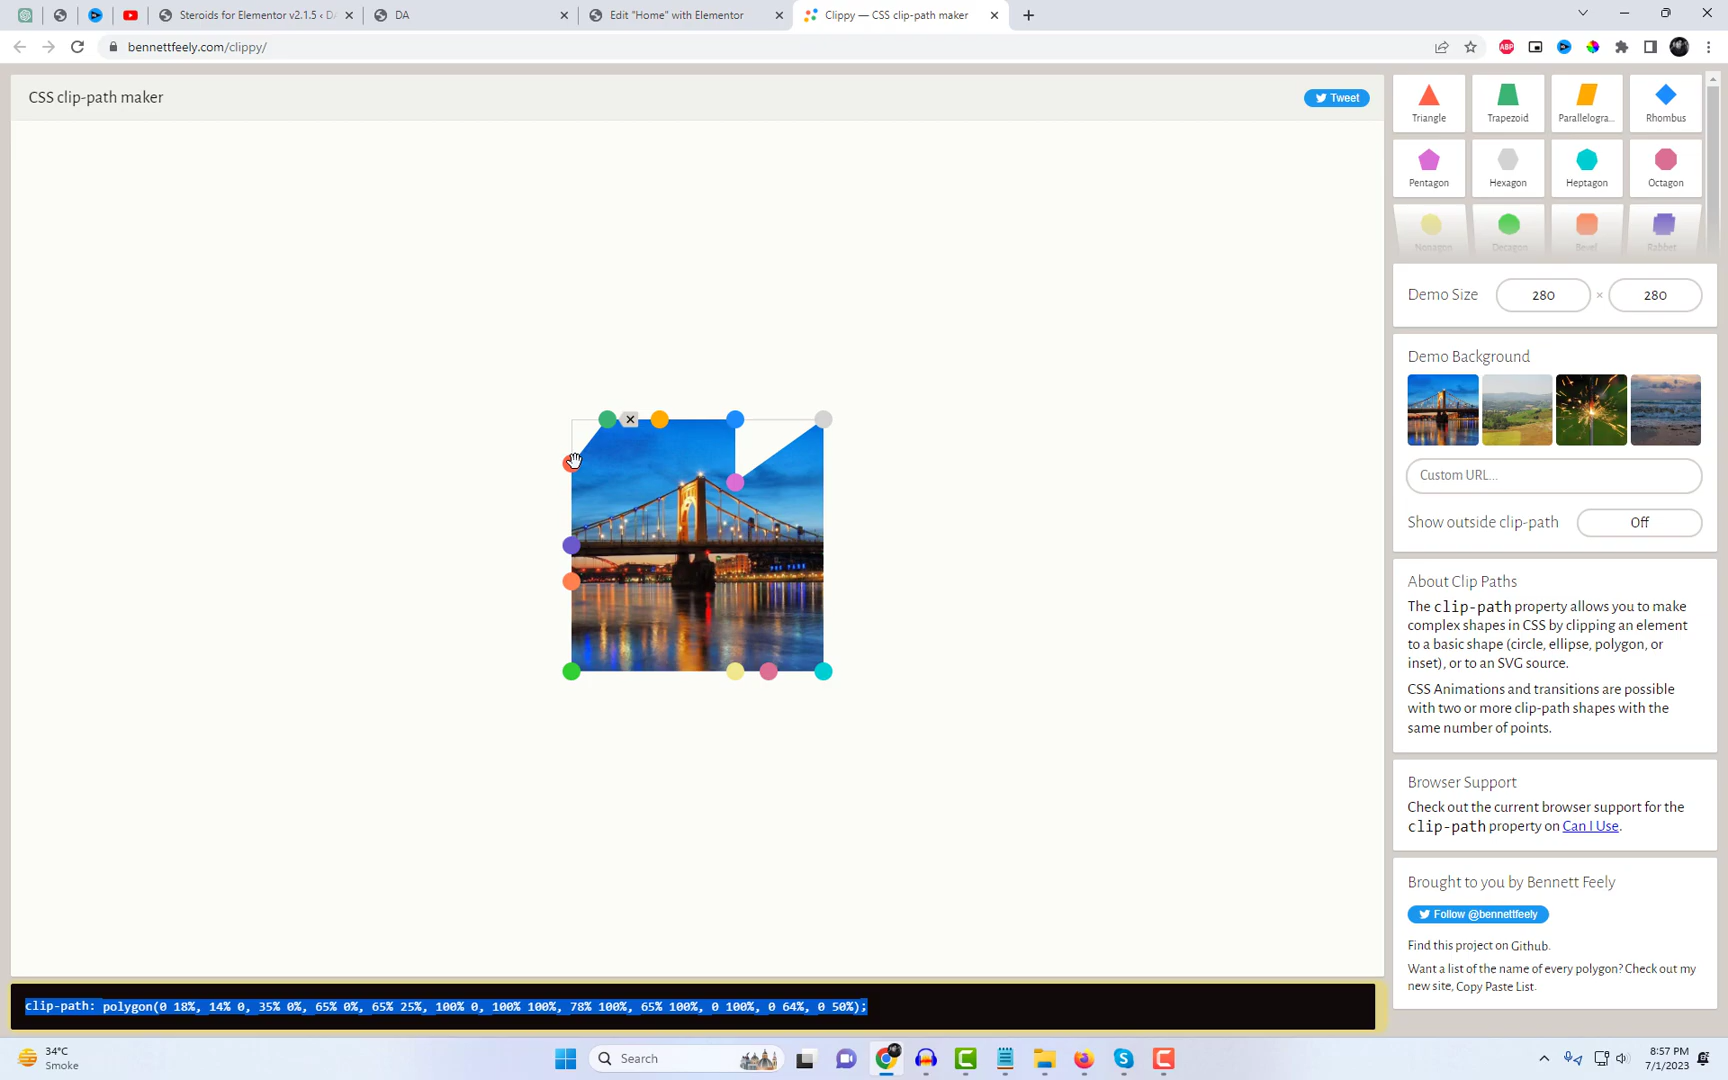 Steroids for Elementor v2.1.5 ‹ DA
DA
Edit "Home" with Elementor
Clippy — CSS clip-path maker
bennettfeely.com/clippy/
ABP
CSS clip-path maker
Tweet
Triangle
Trapezoid
Parallelogra...
Rhombus
Pentagon
Hexagon
Heptagon
Octagon
Nonagon
Decagon
Bevel
Rabbet
Demo Size
280
×
280
Demo Background
Custom URL...
Show outside clip-path
Off
About Clip Paths
The clip-path property allows you to make
complex shapes in CSS by clipping an element
to a basic shape (circle, ellipse, polygon, or
inset), or to an SVG source.
CSS Animations and transitions are possible
with two or more clip-path shapes with the
same number of points.
Browser Support
Check out the current browser support for the
clip-path property on Can I Use.
Brought to you by Bennett Feely
Follow @bennettfeely
Find this project on Github.
Want a list of the name of every polygon? Check out my
new site, Copy Paste List.
clip-path: polygon(0 18%, 14% 0, 35% 0%, 65% 0%, 65% 25%, 100% 0, 100% 100%, 78% 100%, 65% 100%, 0 100%, 0 64%, 0 50%);
34°C
Smoke
Search
8:57 PM
7/1/2023